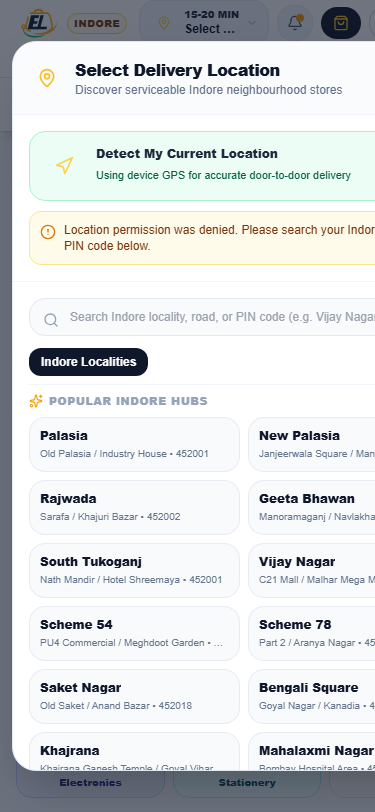 EL
INDORE
15-20 MIN
Select ...
Select Delivery Location
Discover serviceable Indore neighbourhood stores
Detect My Current Location
Using device GPS for accurate door-to-door delivery
Location permission was denied. Please search your Indor
PIN code below.
Search Indore locality, road, or PIN code (e.g. Vijay Nagar
Indore Localities
POPULAR INDORE HUBS
Palasia
Old Palasia / Industry House • 452001
New Palasia
Janjeerwala Square / Man
Rajwada
Sarafa / Khajuri Bazar • 452002
Geeta Bhawan
Manoramaganj / Navlakha
South Tukoganj
Nath Mandir / Hotel Shreemaya • 452001
Vijay Nagar
C21 Mall / Malhar Mega M
Scheme 54
PU4 Commercial / Meghdoot Garden • ...
Scheme 78
Part 2 / Aranya Nagar • 45
Saket Nagar
Old Saket / Anand Bazar • 452018
Bengali Square
Goyal Nagar / Kanadia • 4
Khajrana
Khajrana Ganesh Temple / Goyal Vihar
Mahalaxmi Nagar
Bombay Hospital Area • 45
Electronics
Stationery